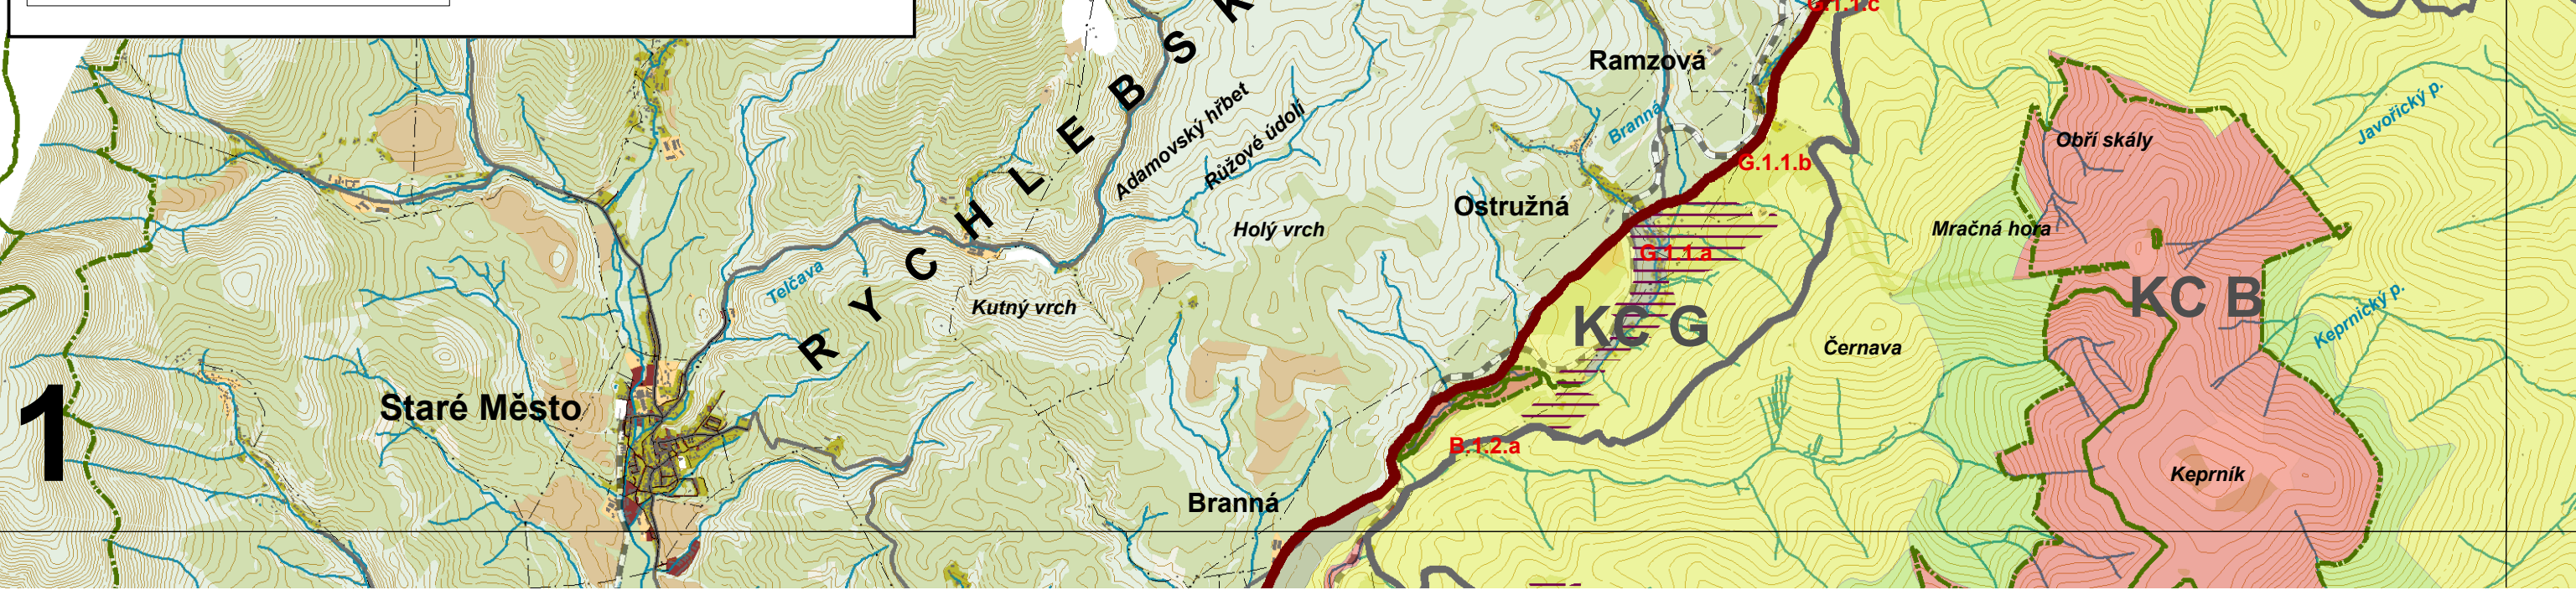 G.1.1.c
RYCHLEBSK
Ramzová
Branná
Adamovský hřbet
Růžové údolí
G.1.1.b
Javořický p.
Obří skály
Ostružná
Holý vrch
Mračná hora
G.1.1.a
Telčava
Kutný vrch
KC G
KC B
Keprnický p.
Černava
1
Staré Město
B.1.2.a
Keprník
Branná